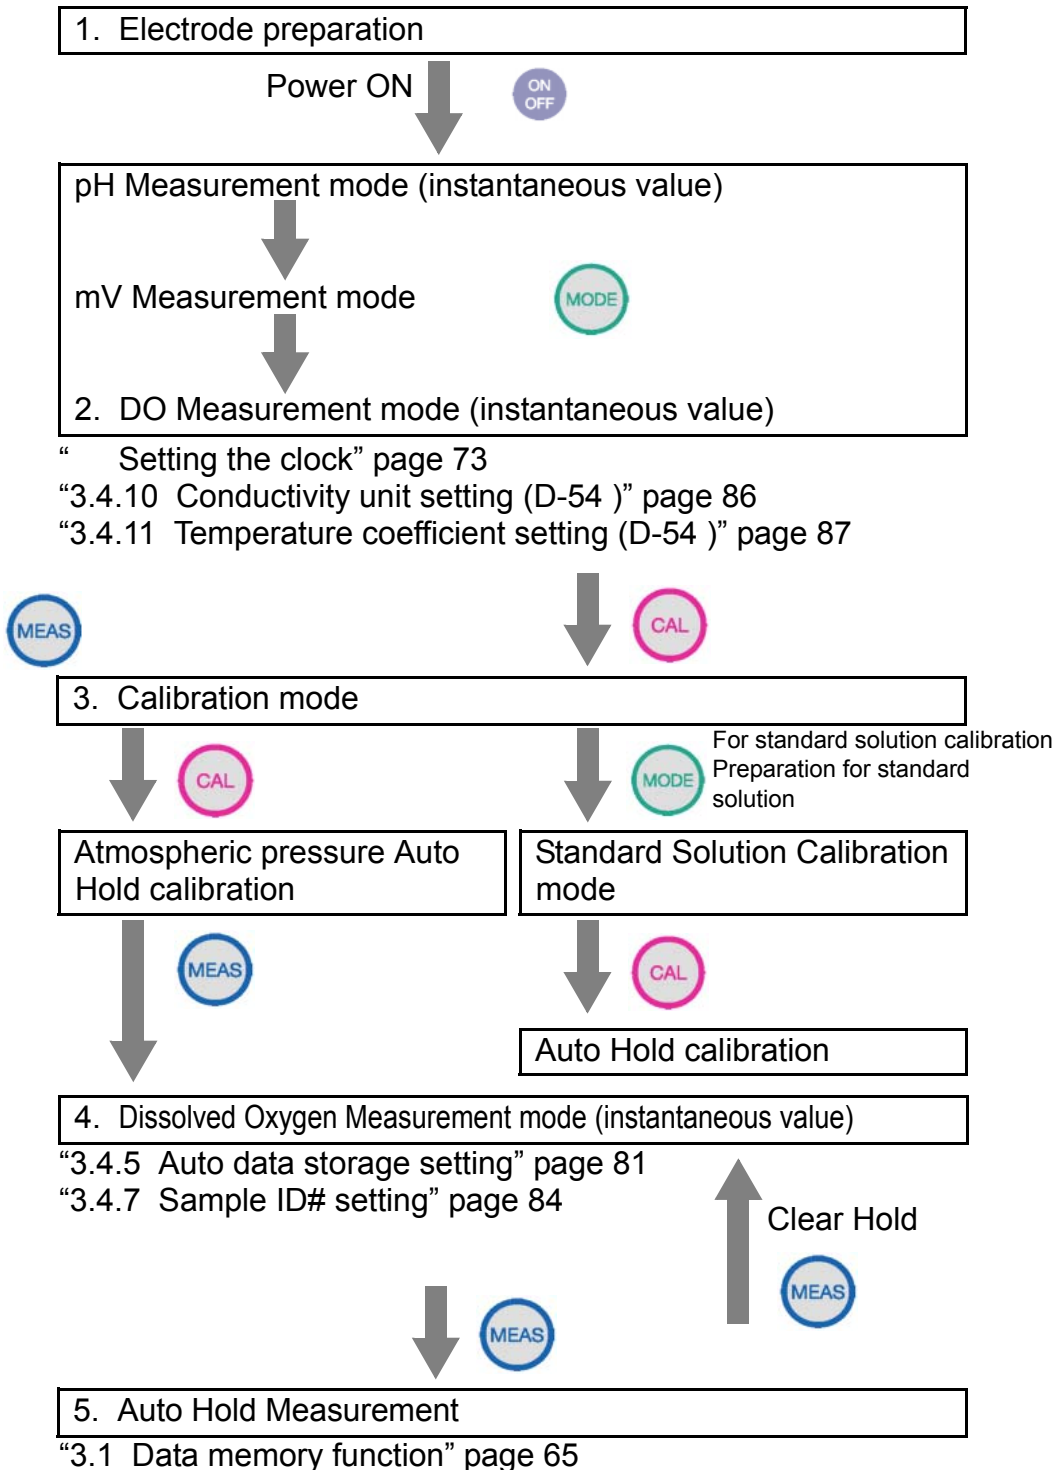 1. Electrode preparation
Power ON
ON
OFF
pH Measurement mode (instantaneous value)
mV Measurement mode
MODE
2. DO Measurement mode (instantaneous value)
“ Setting the clock” page 73
“3.4.10 Conductivity unit setting (D-54 )” page 86
“3.4.11 Temperature coefficient setting (D-54 )” page 87
MEAS
CAL
3. Calibration mode
CAL
MODE
For standard solution calibration
Preparation for standard
solution
Atmospheric pressure Auto
Hold calibration
Standard Solution Calibration
mode
MEAS
CAL
Auto Hold calibration
4. Dissolved Oxygen Measurement mode (instantaneous value)
“3.4.5 Auto data storage setting” page 81
“3.4.7 Sample ID# setting” page 84
Clear Hold
MEAS
MEAS
5. Auto Hold Measurement
“3.1 Data memory function” page 65